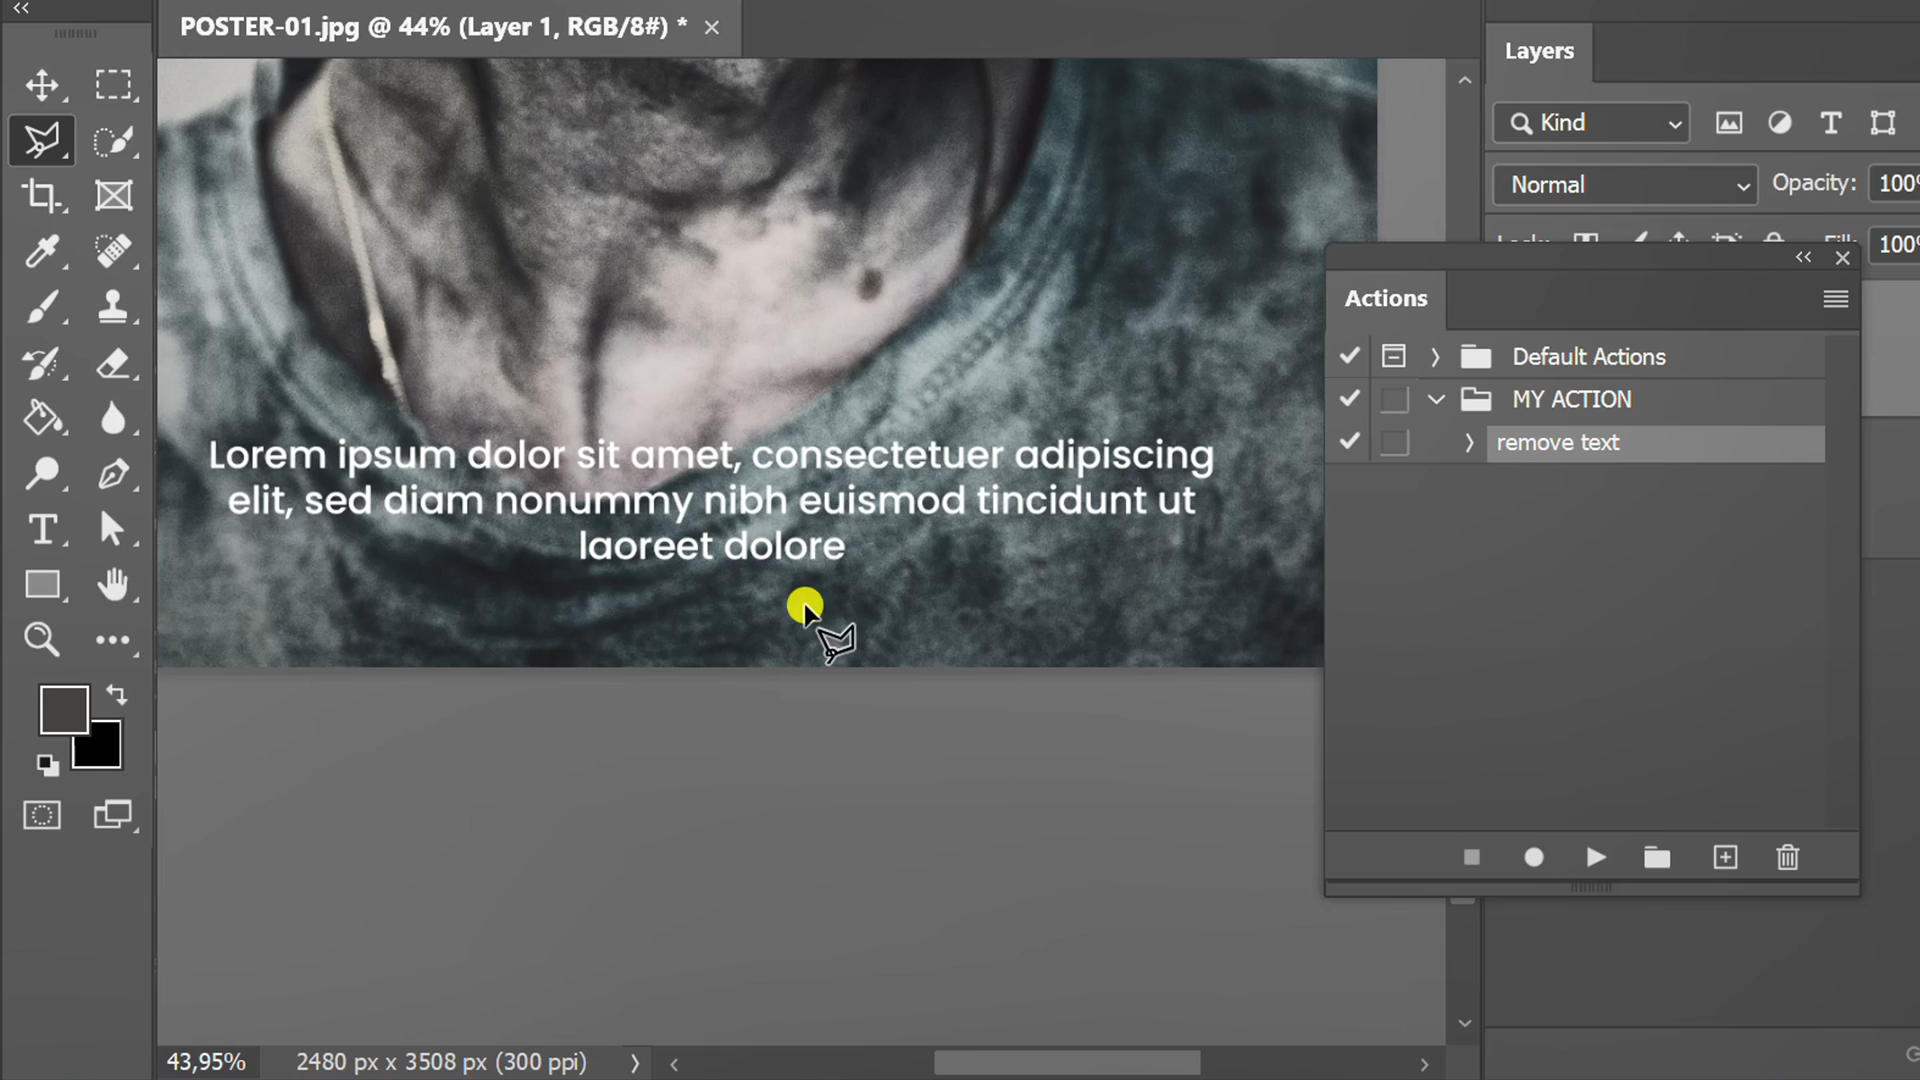 POSTER-01.jpg @ 44% (Layer 1, RGB/8#) *
Layers
Kind
Normal
Opacity:
100%
100%
Actions
Default Actions
MY ACTION
remove text
Lorem ipsum dolor sit amet, consectetuer adipiscing
elit, sed diam nonummy nibh euismod tincidunt ut
laoreet dolore
43,95%
2480 px x 3508 px (300 ppi)